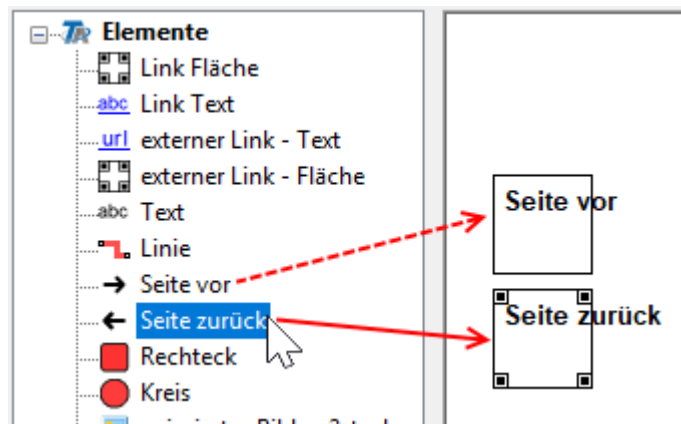 Elemente
Link Fläche
abc Link Text
url externer Link - Text
externer Link - Fläche
abc Text
Linie
Seite vor
Seite zurück
Rechteck
Kreis
Seite vor
Seite zurück